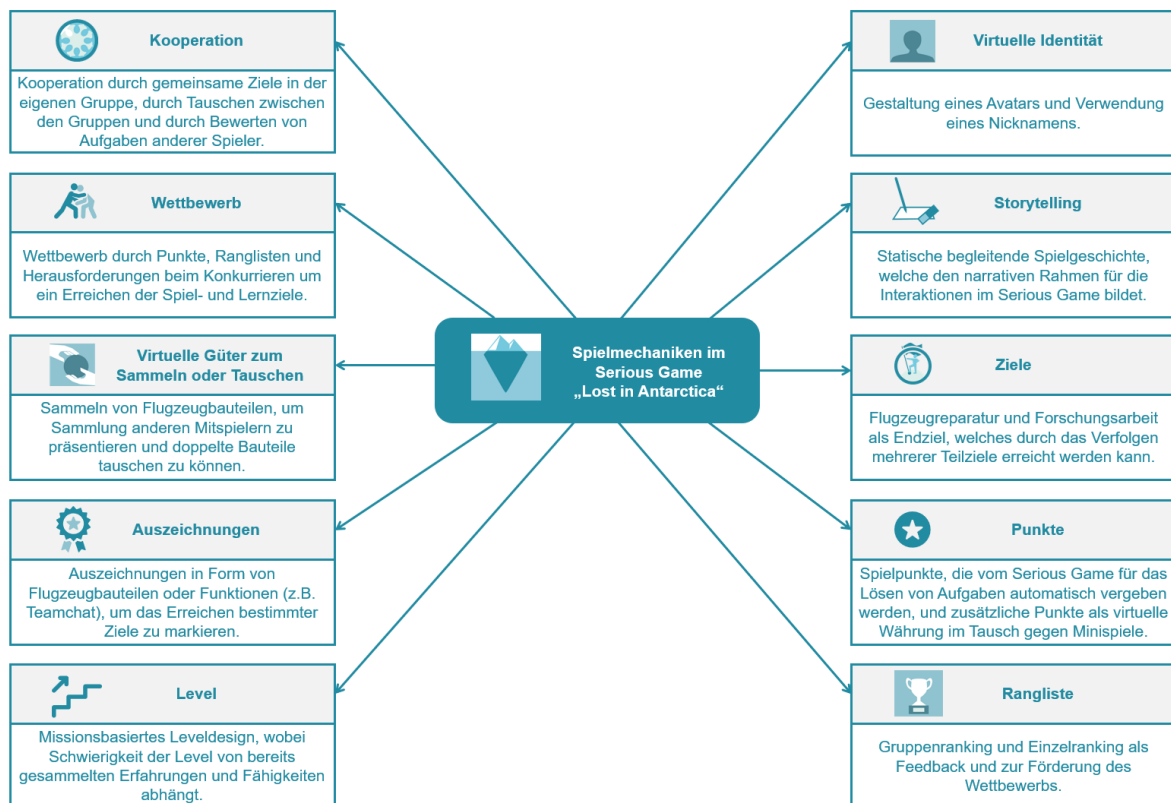 Kooperation
Kooperation durch gemeinsame Ziele in der
eigenen Gruppe, durch Tauschen zwischen
den Gruppen und durch Bewerten von
Aufgaben anderer Spieler.
Wettbewerb
Wettbewerb durch Punkte, Ranglisten und
Herausforderungen beim Konkurrieren um
ein Erreichen der Spiel- und Lernziele.
Virtuelle Güter zum
Sammeln oder Tauschen
Sammeln von Flugzeugbauteilen, um
Sammlung anderen Mitspielern zu
präsentieren und doppelte Bauteile
tauschen zu können.
Auszeichnungen
Auszeichnungen in Form von
Flugzeugbauteilen oder Funktionen (z.B.
Teamchat), um das Erreichen bestimmter
Ziele zu markieren.
Level
Missionsbasiertes Leveldesign, wobei
Schwierigkeit der Level von bereits
gesammelten Erfahrungen und Fähigkeiten
abhängt.
Spielmechaniken im
Serious Game
„Lost in Antarctica“
Virtuelle Identität
Gestaltung eines Avatars und Verwendung
eines Nicknamens.
Storytelling
Statische begleitende Spielgeschichte,
welche den narrativen Rahmen für die
Interaktionen im Serious Game bildet.
Ziele
Flugzeugreparatur und Forschungsarbeit
als Endziel, welches durch das Verfolgen
mehrerer Teilziele erreicht werden kann.
Punkte
Spielpunkte, die vom Serious Game für das
Lösen von Aufgaben automatisch vergeben
werden, und zusätzliche Punkte als virtuelle
Währung im Tausch gegen Minispiele.
Rangliste
Gruppenranking und Einzelranking als
Feedback und zur Förderung des
Wettbewerbs.